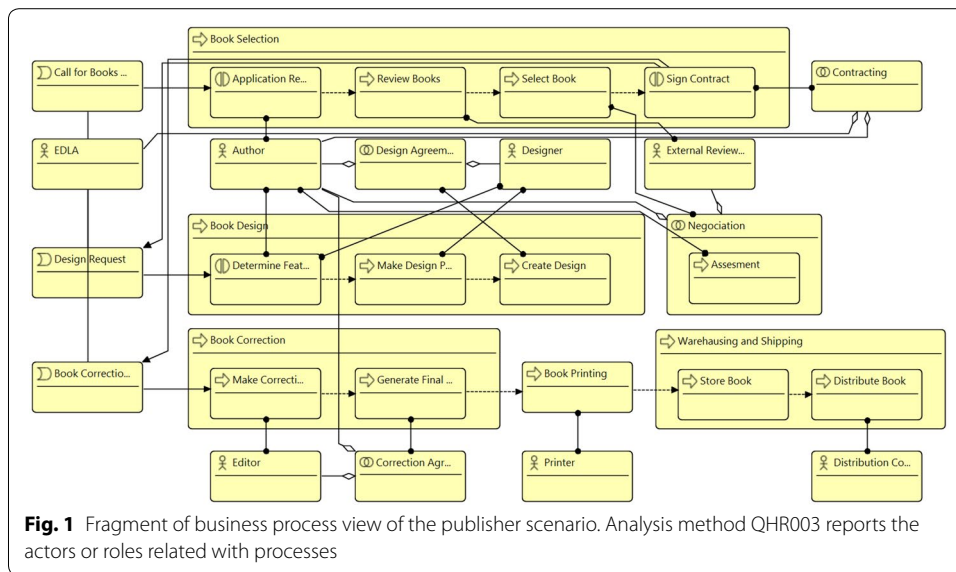 Book Selection
Call for Books ...
Application Re...
Review Books
Select Book
Sign Contract
Contracting
EDLA
Author
Design Agreem...
Designer
External Review...
Book Design
Negociation
Design Request
Determine Feat...
Make Design P...
Create Design
Assesment
Book Correction
Warehausing and Shipping
Book Correctio...
Make Correcti...
Generate Final ...
Book Printing
Store Book
Distribute Book
Editor
Correction Agr...
Printer
Distribution Co...
Fig. 1 Fragment of business process view of the publisher scenario. Analysis method QHR003 reports the
actors or roles related with processes